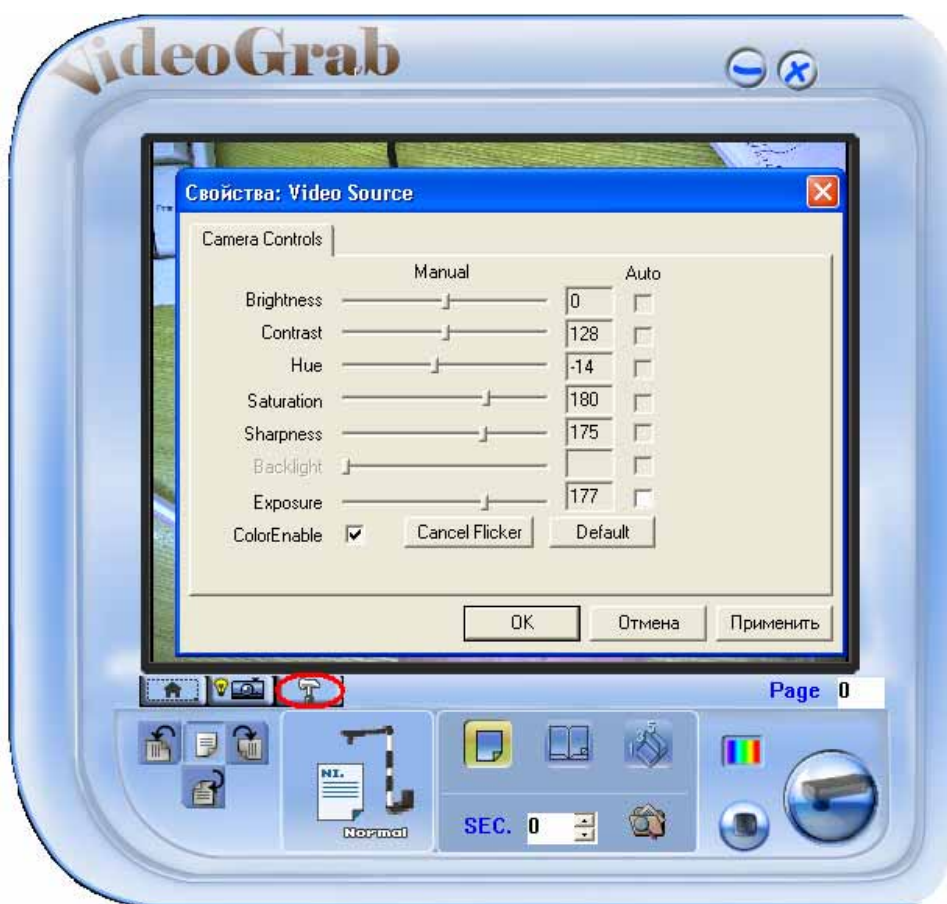 VideoGrab
Свойства: Video Source
Camera Controls
Manual Auto
Brightness 0
Contrast 128
Hue -14
Saturation 180
Sharpness 175
Backlight
Exposure 177
ColorEnable Cancel Flicker Default
OK Отмена Применить
Page 0
NI.
Normal
SEC. 0